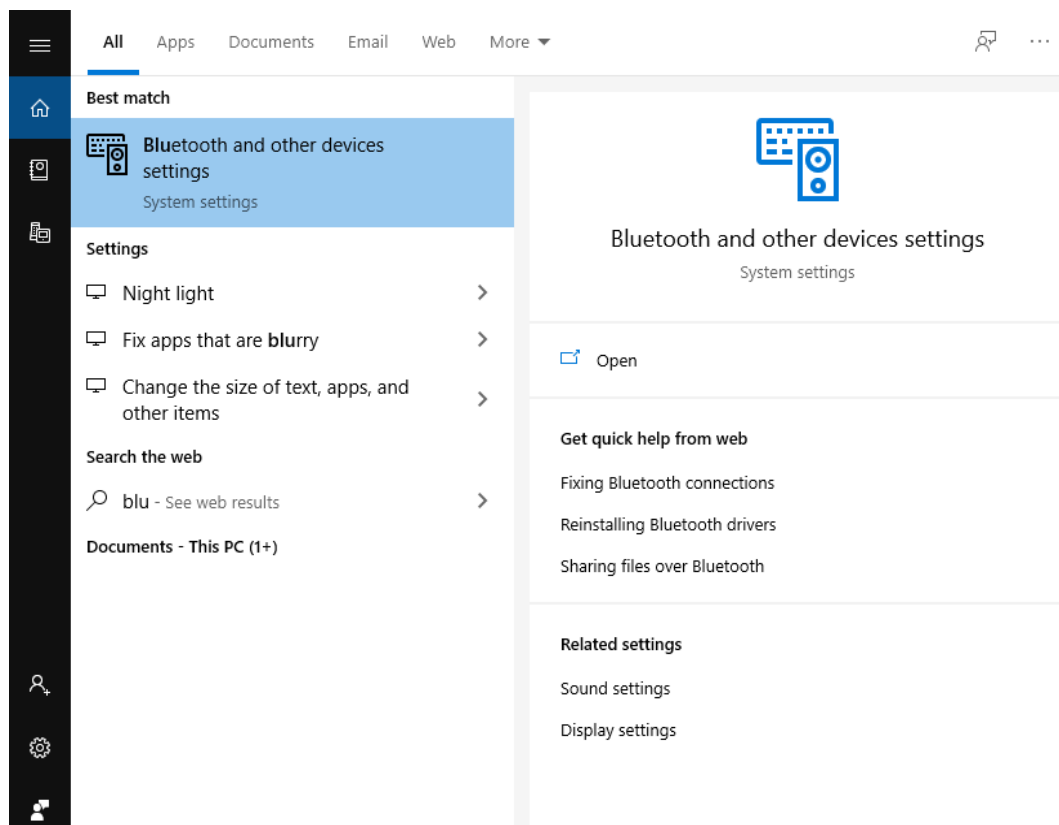 All Apps Documents Email Web More
Best match
Bluetooth and other devices
settings
System settings
Settings
Night light
Fix apps that are blurry
Change the size of text, apps, and
other items
Search the web
blu - See web results
Documents - This PC (1+)
Bluetooth and other devices settings
System settings
Open
Get quick help from web
Fixing Bluetooth connections
Reinstalling Bluetooth drivers
Sharing files over Bluetooth
Related settings
Sound settings
Display settings